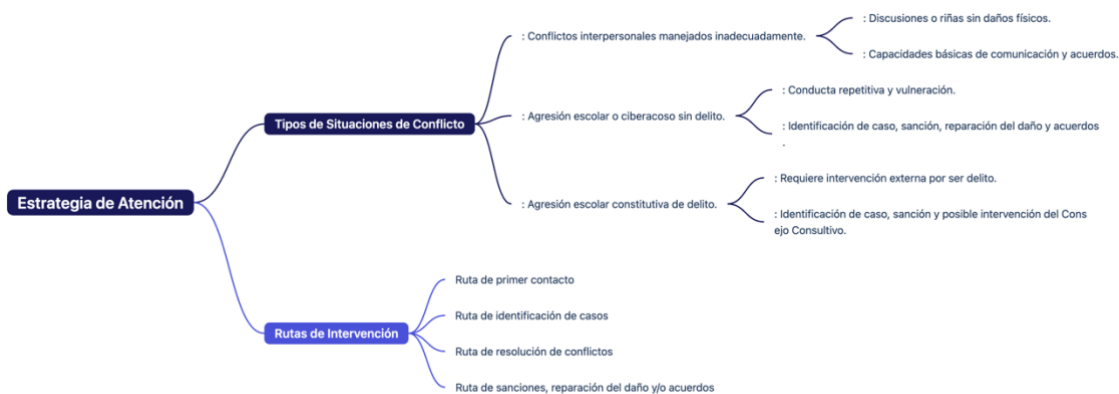 Estrategia de Atención
Tipos de Situaciones de Conflicto
: Conflictos interpersonales manejados inadecuadamente.
: Discusiones o riñas sin daños físicos.
: Capacidades básicas de comunicación y acuerdos.
: Agresión escolar o ciberacoso sin delito.
: Conducta repetitiva y vulneración.
: Identificación de caso, sanción, reparación del daño y acuerdos
.
: Agresión escolar constitutiva de delito.
: Requiere intervención externa por ser delito.
: Identificación de caso, sanción y posible intervención del Cons
ejo Consultivo.
Rutas de Intervención
Ruta de primer contacto
Ruta de identificación de casos
Ruta de resolución de conflictos
Ruta de sanciones, reparación del daño y/o acuerdos